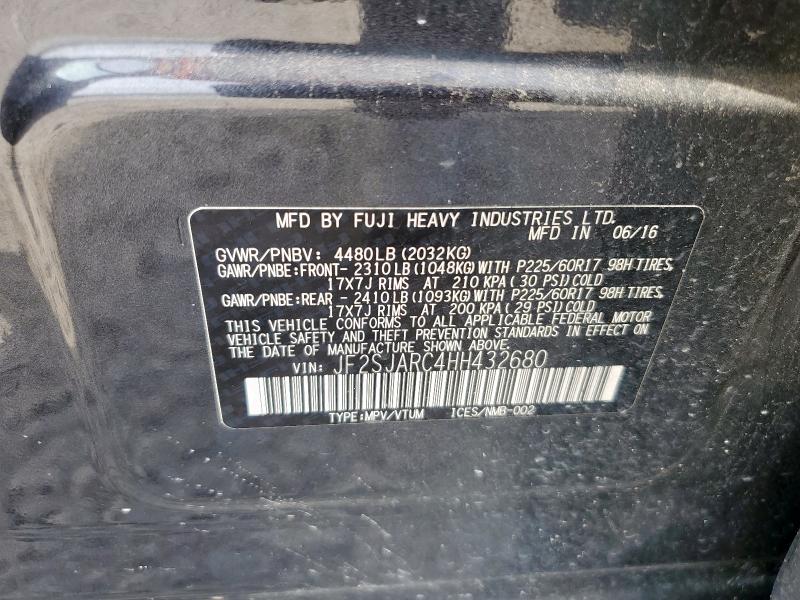 MFD BY FUJI HEAVY INDUSTRIES LTD.
MFD IN 06/16
GVWR/PNBV: 4480LB (2032KG)
GAWR/PNBE:FRONT- 2310LB (1048KG) WITH P225/60R17 98H TIRES,
17X7J RIMS AT 210 KPA ( 30 PSI) COLD
GAWR/PNBE:REAR - 2410LB (1093KG) WITH P225/60R17 98H TIRES,
17X7J RIMS AT 200 KPA ( 29 PSI) COLD
THIS VEHICLE CONFORMS TO ALL APPLICABLE FEDERAL MOTOR
VEHICLE SAFETY AND THEFT PREVENTION STANDARDS IN EFFECT ON
THE DATE OF MANUFACTURE SHOWN ABOVE.
VIN: JF2SJARC4HH432680
TYPE:MPV/VTUM ICES/NMB-002